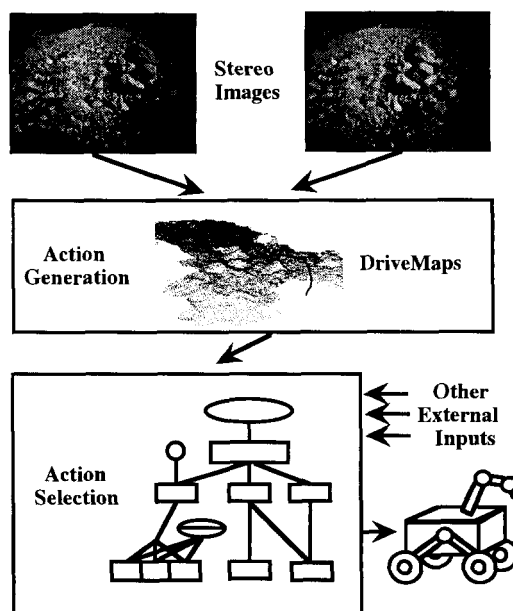 Stereo
Images
Action
Generation
DriveMaps
Other
External
Inputs
Action
Selection